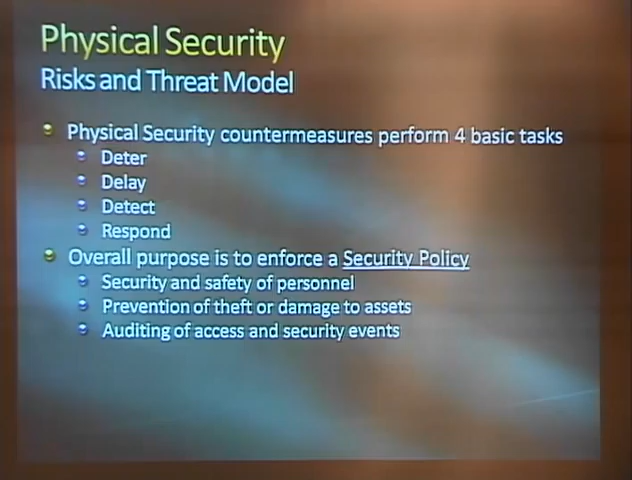 Physical Security
Risks and Threat Model
Physical Security countermeasures perform 4 basic tasks
Deter
Delay
Detect
Respond
Overall purpose is to enforce a Security Policy
Security and safety of personnel
Prevention of theft or damage to assets
Auditing of access and security events